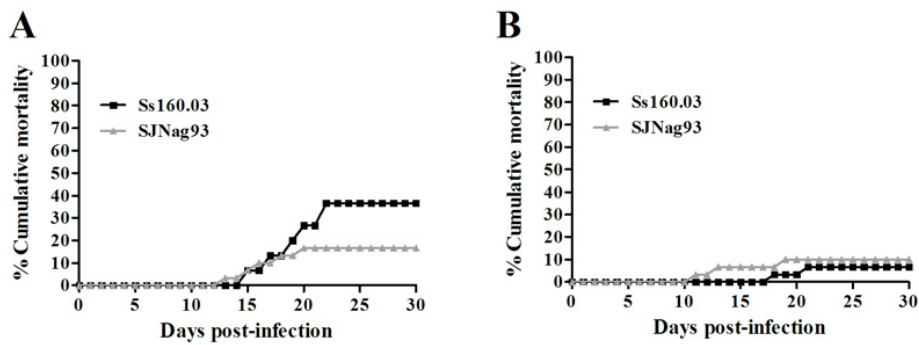 A
% Cumulative mortality
100
90
80
70
60
50
40
30
20
10
0
Ss160.03
SJNag93
0 5 10 15 20 25 30
Days post-infection
B
% Cumulative mortality
100
90
80
70
60
50
40
30
20
10
0
Ss160.03
SJNag93
0 5 10 15 20 25 30
Days post-infection